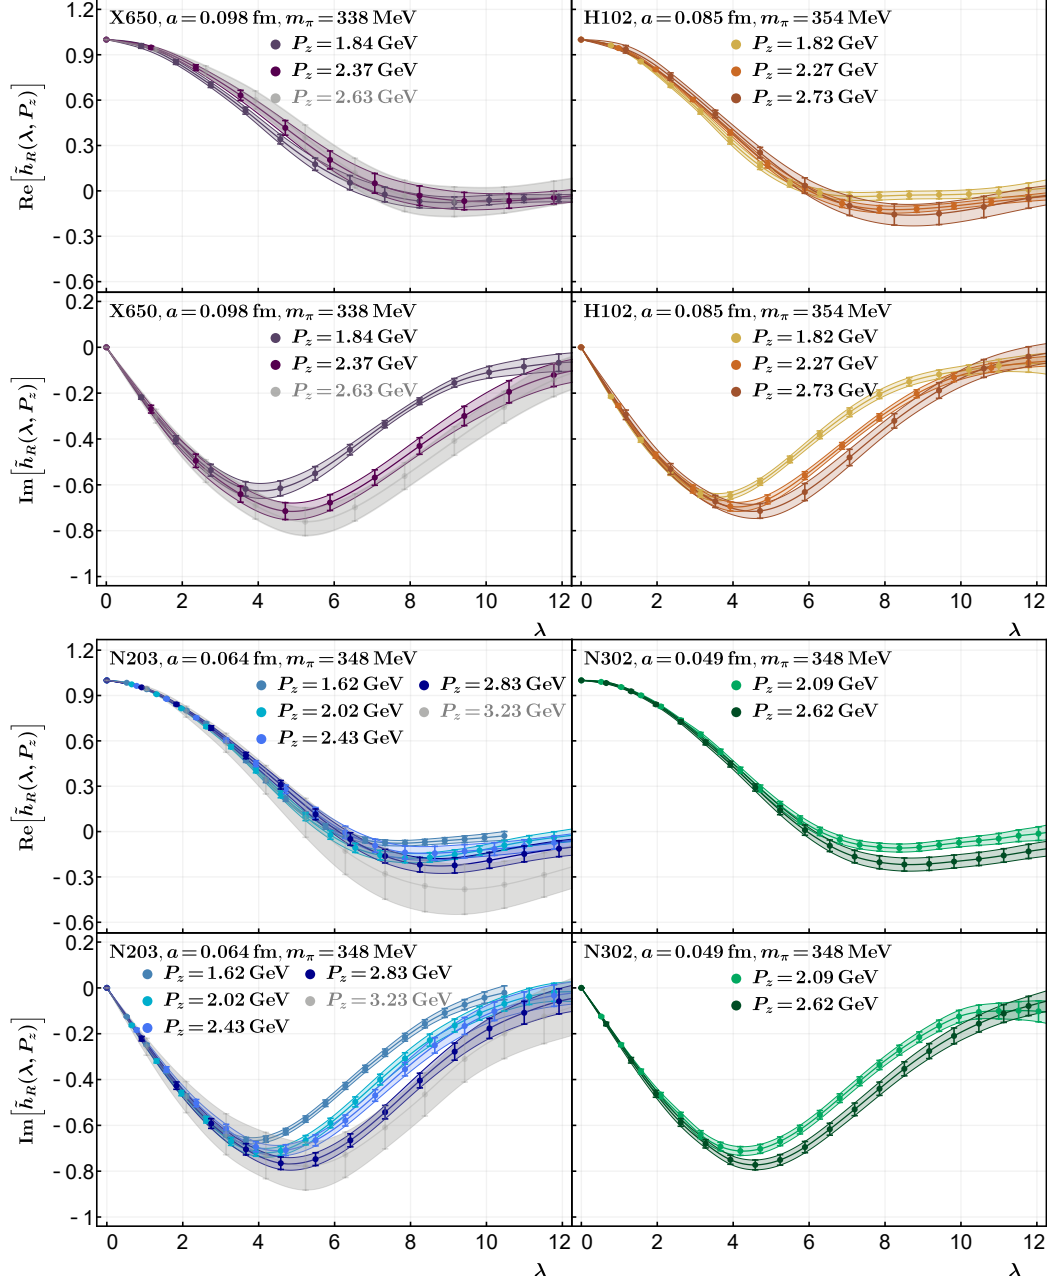 X650, a = 0.098 fm, mπ = 338 MeV
Pz = 1.84 GeV
Pz = 2.37 GeV
Pz = 2.63 GeV
Re[h̃R(λ, Pz)]
1.2
0.9
0.6
0.3
0
-0.3
-0.6
H102, a = 0.085 fm, mπ = 354 MeV
Pz = 1.82 GeV
Pz = 2.27 GeV
Pz = 2.73 GeV
X650, a = 0.098 fm, mπ = 338 MeV
Pz = 1.84 GeV
Pz = 2.37 GeV
Pz = 2.63 GeV
Im[h̃R(λ, Pz)]
0.2
0
-0.2
-0.4
-0.6
-0.8
-1
0 2 4 6 8 10 12
λ
H102, a = 0.085 fm, mπ = 354 MeV
Pz = 1.82 GeV
Pz = 2.27 GeV
Pz = 2.73 GeV
0 2 4 6 8 10 12
λ
N203, a = 0.064 fm, mπ = 348 MeV
Pz = 1.62 GeV Pz = 2.83 GeV
Pz = 2.02 GeV Pz = 3.23 GeV
Pz = 2.43 GeV
Re[h̃R(λ, Pz)]
1.2
0.9
0.6
0.3
0
-0.3
-0.6
N302, a = 0.049 fm, mπ = 348 MeV
Pz = 2.09 GeV
Pz = 2.62 GeV
N203, a = 0.064 fm, mπ = 348 MeV
Pz = 1.62 GeV Pz = 2.83 GeV
Pz = 2.02 GeV Pz = 3.23 GeV
Pz = 2.43 GeV
Im[h̃R(λ, Pz)]
0.2
0
-0.2
-0.4
-0.6
-0.8
-1
0 2 4 6 8 10 12
λ
N302, a = 0.049 fm, mπ = 348 MeV
Pz = 2.09 GeV
Pz = 2.62 GeV
0 2 4 6 8 10 12
λ